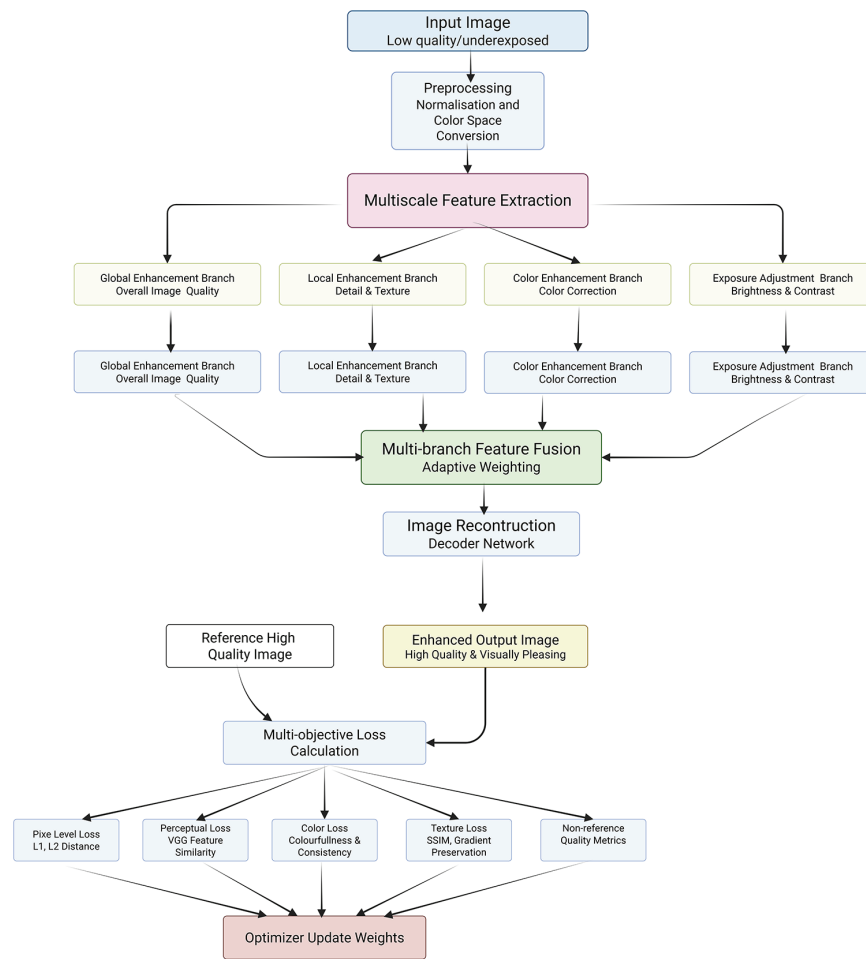 Input Image
Low quality/underexposed
Preprocessing
Normalisation and
Color Space
Conversion
Multiscale Feature Extraction
Global Enhancement Branch
Overall Image Quality
Local Enhancement Branch
Detail & Texture
Color Enhancement Branch
Color Correction
Exposure Adjustment Branch
Brightness & Contrast
Global Enhancement Branch
Overall Image Quality
Local Enhancement Branch
Detail & Texture
Color Enhancement Branch
Color Correction
Exposure Adjustment Branch
Brightness & Contrast
Multi-branch Feature Fusion
Adaptive Weighting
Image Recontruction
Decoder Network
Reference High
Quality Image
Enhanced Output Image
High Quality & Visually Pleasing
Multi-objective Loss
Calculation
Pixe Level Loss
L1, L2 Distance
Perceptual Loss
VGG Feature
Similarity
Color Loss
Colourfullness &
Consistency
Texture Loss
SSIM, Gradient
Preservation
Non-reference
Quality Metrics
Optimizer Update Weights